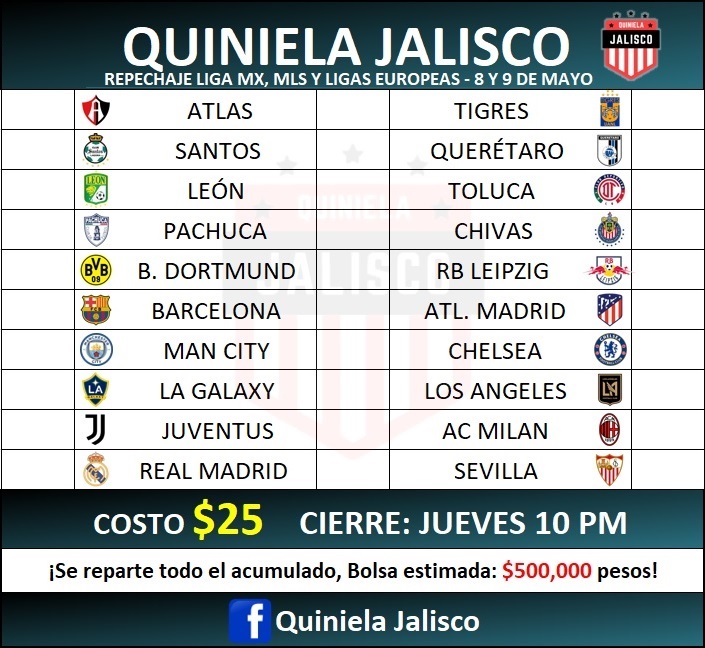 QUINIELA JALISCO
QUINIELA
JALISCO
REPECHAJE LIGA MX, MLS Y LIGAS EUROPEAS - 8 Y 9 DE MAYO
ATLAS TIGRES
SANTOS QUERÉTARO
LEÓN TOLUCA
PACHUCA CHIVAS
B. DORTMUND RB LEIPZIG
BARCELONA ATL. MADRID
MAN CITY CHELSEA
LA GALAXY LOS ANGELES
JUVENTUS AC MILAN
REAL MADRID SEVILLA
QUINIELA
JALISCO
COSTO $25 CIERRE: JUEVES 10 PM
¡Se reparte todo el acumulado, Bolsa estimada: $500,000 pesos!
f Quiniela Jalisco